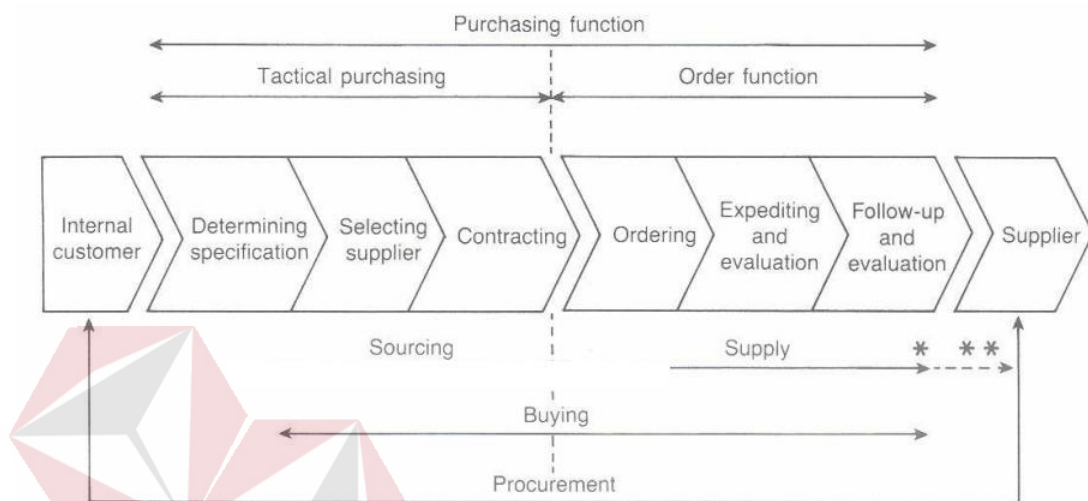 Purchasing function
Tactical purchasing
Order function
Internal
customer
Determining
specification
Selecting
supplier
Contracting
Ordering
Expediting
and
evaluation
Follow-up
and
evaluation
Supplier
Sourcing
Supply
*
**
Buying
Procurement